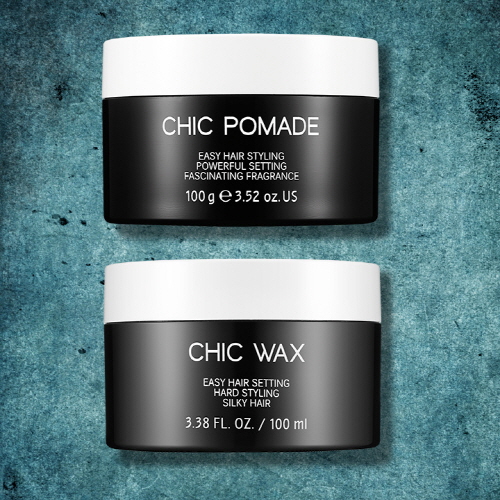 CHIC POMADE
EASY HAIR STYLING
POWERFUL SETTING
FASCINATING FRAGRANCE
100 g ℮ 3.52 oz. US
CHIC WAX
EASY HAIR SETTING
HARD STYLING
SILKY HAIR
3.38 FL. OZ. / 100 ml